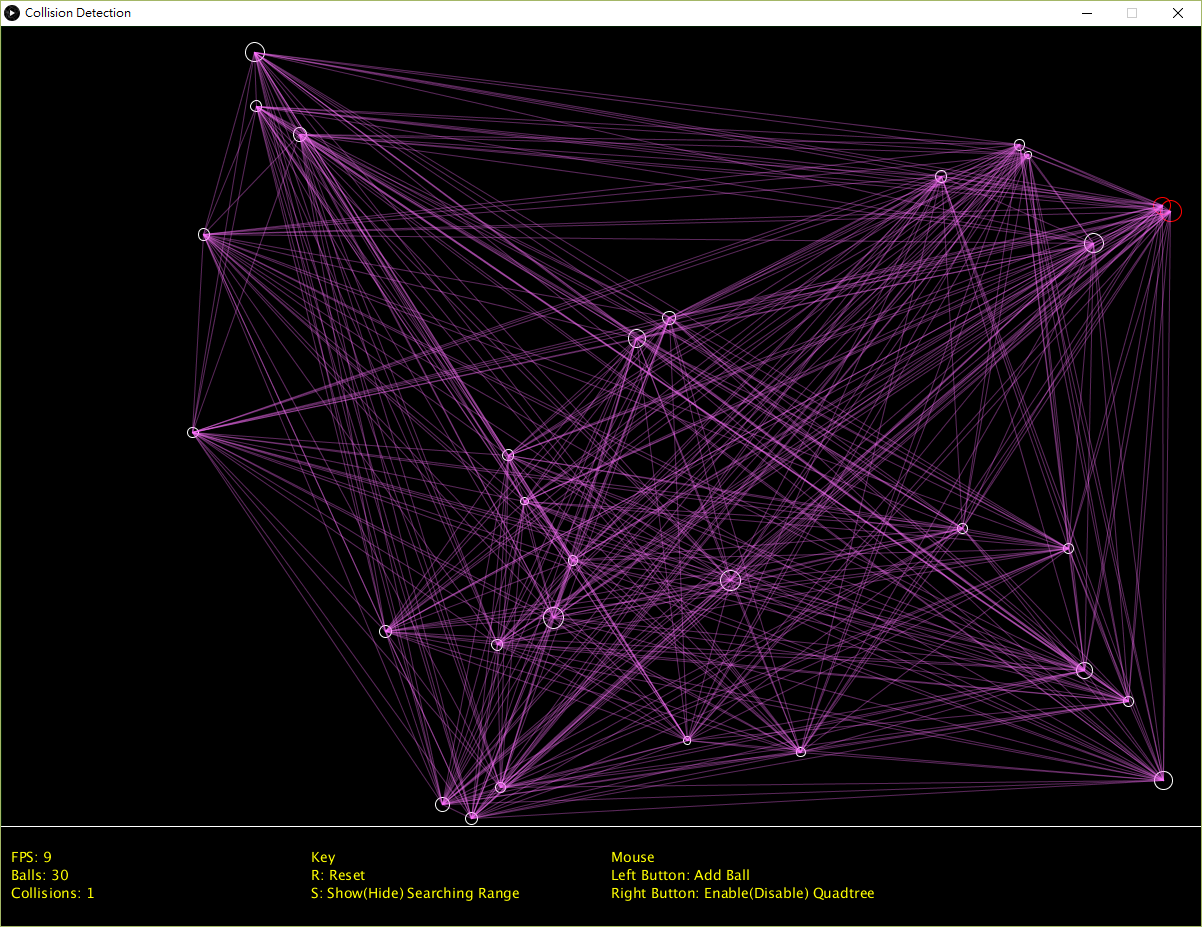 Collision Detection
FPS: 9
Balls: 30
Collisions: 1
Key
R: Reset
S: Show(Hide) Searching Range
Mouse
Left Button: Add Ball
Right Button: Enable(Disable) Quadtree